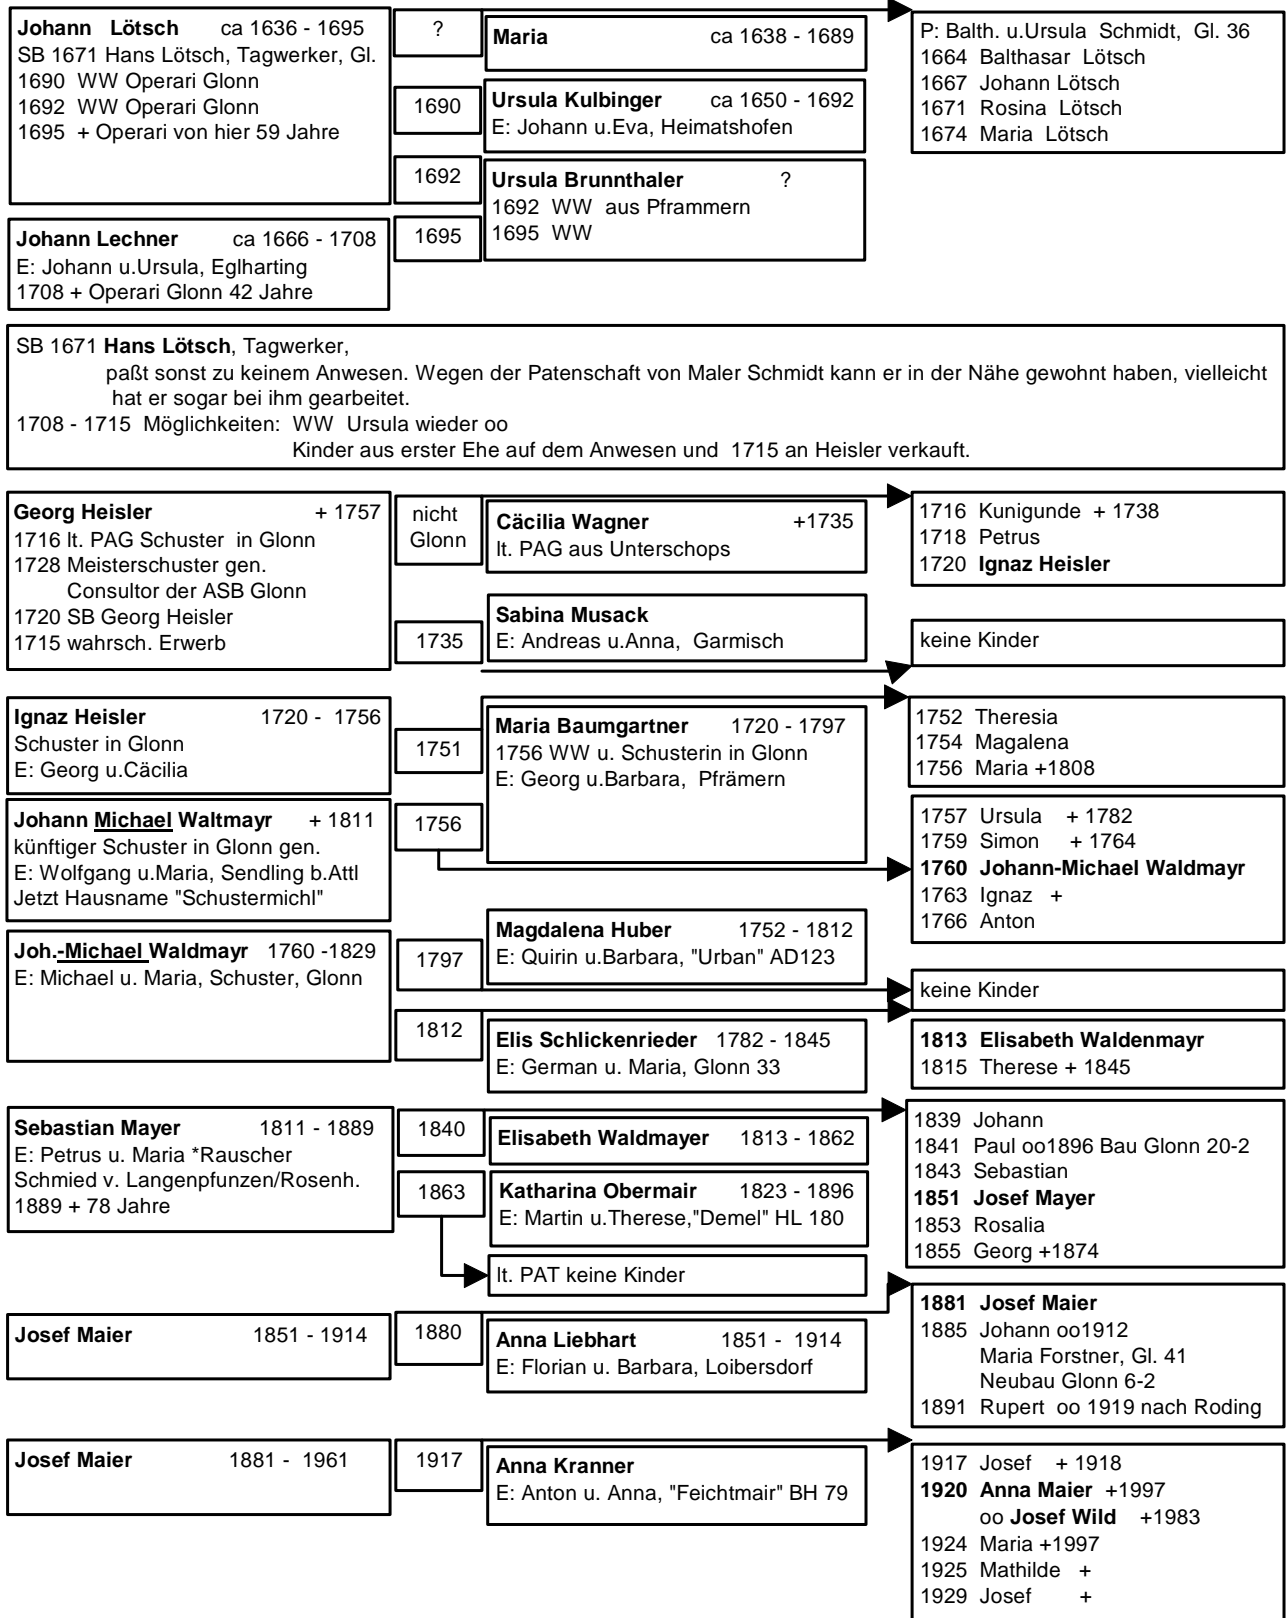 Johann Lötsch ca 1636 - 1695
SB 1671 Hans Lötsch, Tagwerker, Gl.
1690 WW Operari Glonn
1692 WW Operari Glonn
1695 + Operari von hier 59 Jahre
?
Maria ca 1638 - 1689
P: Balth. u.Ursula Schmidt, Gl. 36
1664 Balthasar Lötsch
1667 Johann Lötsch
1671 Rosina Lötsch
1674 Maria Lötsch
1690
Ursula Kulbinger ca 1650 - 1692
E: Johann u.Eva, Heimatshofen
1692
Ursula Brunnthaler ?
1692 WW aus Pframmern
1695 WW
Johann Lechner ca 1666 - 1708
E: Johann u.Ursula, Eglharting
1708 + Operari Glonn 42 Jahre
1695
SB 1671 Hans Lötsch, Tagwerker,
paßt sonst zu keinem Anwesen. Wegen der Patenschaft von Maler Schmidt kann er in der Nähe gewohnt haben, vielleicht
hat er sogar bei ihm gearbeitet.
1708 - 1715 Möglichkeiten: WW Ursula wieder oo
Kinder aus erster Ehe auf dem Anwesen und 1715 an Heisler verkauft.
Georg Heisler + 1757
1716 lt. PAG Schuster in Glonn
1728 Meisterschuster gen.
Consultor der ASB Glonn
1720 SB Georg Heisler
1715 wahrsch. Erwerb
nicht
Glonn
Cäcilia Wagner +1735
lt. PAG aus Unterschops
1716 Kunigunde + 1738
1718 Petrus
1720 Ignaz Heisler
1735
Sabina Musack
E: Andreas u.Anna, Garmisch
keine Kinder
Ignaz Heisler 1720 - 1756
Schuster in Glonn
E: Georg u.Cäcilia
1751
Maria Baumgartner 1720 - 1797
1756 WW u. Schusterin in Glonn
E: Georg u.Barbara, Pfrämern
1752 Theresia
1754 Magalena
1756 Maria +1808
Johann Michael Waltmayr + 1811
künftiger Schuster in Glonn gen.
E: Wolfgang u.Maria, Sendling b.Attl
Jetzt Hausname "Schustermichl"
1756
1757 Ursula + 1782
1759 Simon + 1764
1760 Johann-Michael Waldmayr
1763 Ignaz +
1766 Anton
Joh.-Michael Waldmayr 1760 -1829
E: Michael u. Maria, Schuster, Glonn
1797
Magdalena Huber 1752 - 1812
E: Quirin u.Barbara, "Urban" AD123
keine Kinder
1812
Elis Schlickenrieder 1782 - 1845
E: German u. Maria, Glonn 33
1813 Elisabeth Waldenmayr
1815 Therese + 1845
Sebastian Mayer 1811 - 1889
E: Petrus u. Maria *Rauscher
Schmied v. Langenpfunzen/Rosenh.
1889 + 78 Jahre
1840
Elisabeth Waldmayer 1813 - 1862
1839 Johann
1841 Paul oo1896 Bau Glonn 20-2
1843 Sebastian
1851 Josef Mayer
1853 Rosalia
1855 Georg +1874
1863
Katharina Obermair 1823 - 1896
E: Martin u.Therese,"Demel" HL 180
lt. PAT keine Kinder
Josef Maier 1851 - 1914
1880
Anna Liebhart 1851 - 1914
E: Florian u. Barbara, Loibersdorf
1881 Josef Maier
1885 Johann oo1912
Maria Forstner, Gl. 41
Neubau Glonn 6-2
1891 Rupert oo 1919 nach Roding
Josef Maier 1881 - 1961
1917
Anna Kranner
E: Anton u. Anna, "Feichtmair" BH 79
1917 Josef + 1918
1920 Anna Maier +1997
oo Josef Wild +1983
1924 Maria +1997
1925 Mathilde +
1929 Josef +